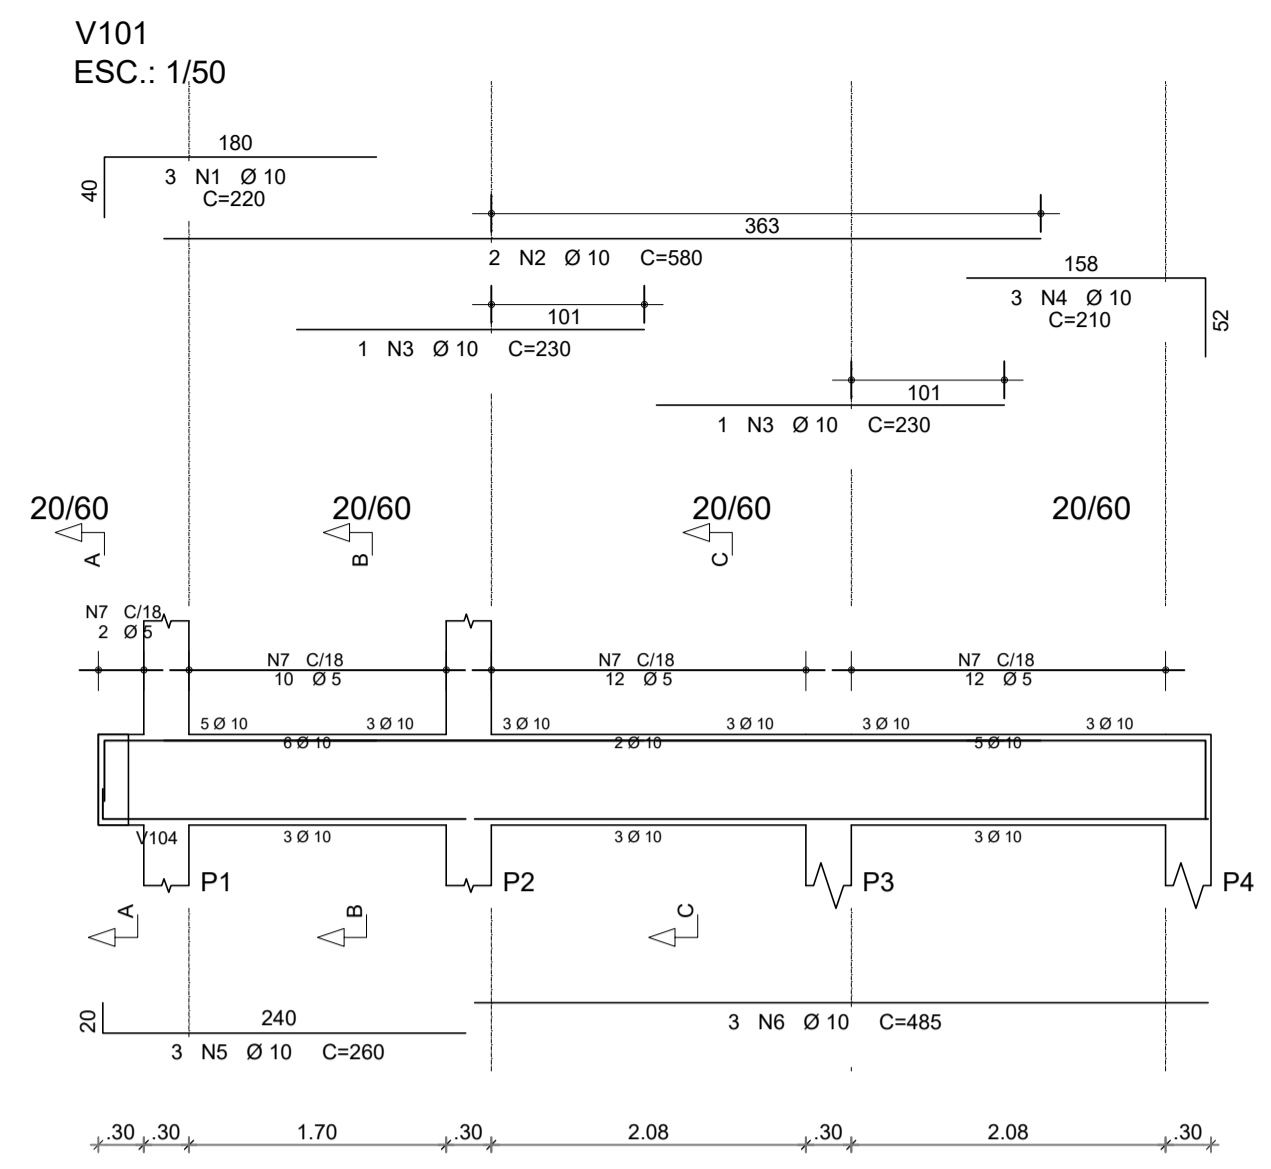 V101
ESC.: 1/50
180
40
3 N1 Ø 10
C=220
363
2 N2 Ø 10 C=580
158
3 N4 Ø 10
C=210
52
101
1 N3 Ø 10 C=230
101
1 N3 Ø 10 C=230
20/60 20/60 20/60 20/60
A B C
N7 C/18
2 Ø 5
N7 C/18 N7 C/18 N7 C/18
10 Ø 5 12 Ø 5 12 Ø 5
5 Ø 10 3 Ø 10 3 Ø 10 3 Ø 10 3 Ø 10 3 Ø 10
6 Ø 10 2 Ø 10 5 Ø 10
V104 3 Ø 10 3 Ø 10 3 Ø 10
P1 P2 P3 P4
A B C
20
240
3 N5 Ø 10 C=260
3 N6 Ø 10 C=485
.30 .30 1.70 .30 2.08 .30 2.08 .30